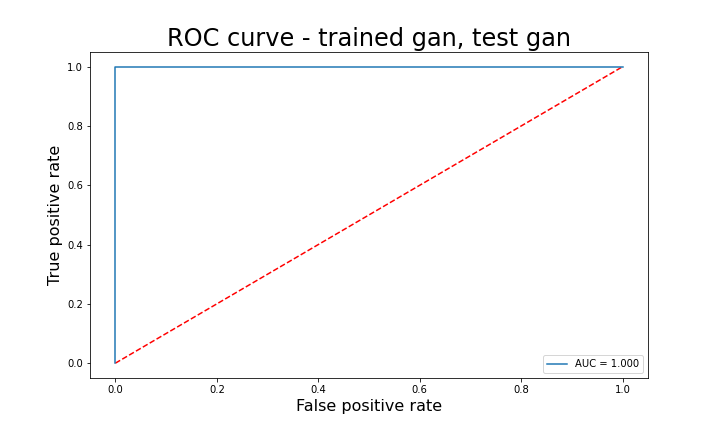 ROC curve - trained gan, test gan
True positive rate
1.0
0.8
0.6
0.4
0.2
0.0
AUC = 1.000
0.0 0.2 0.4 0.6 0.8 1.0
False positive rate